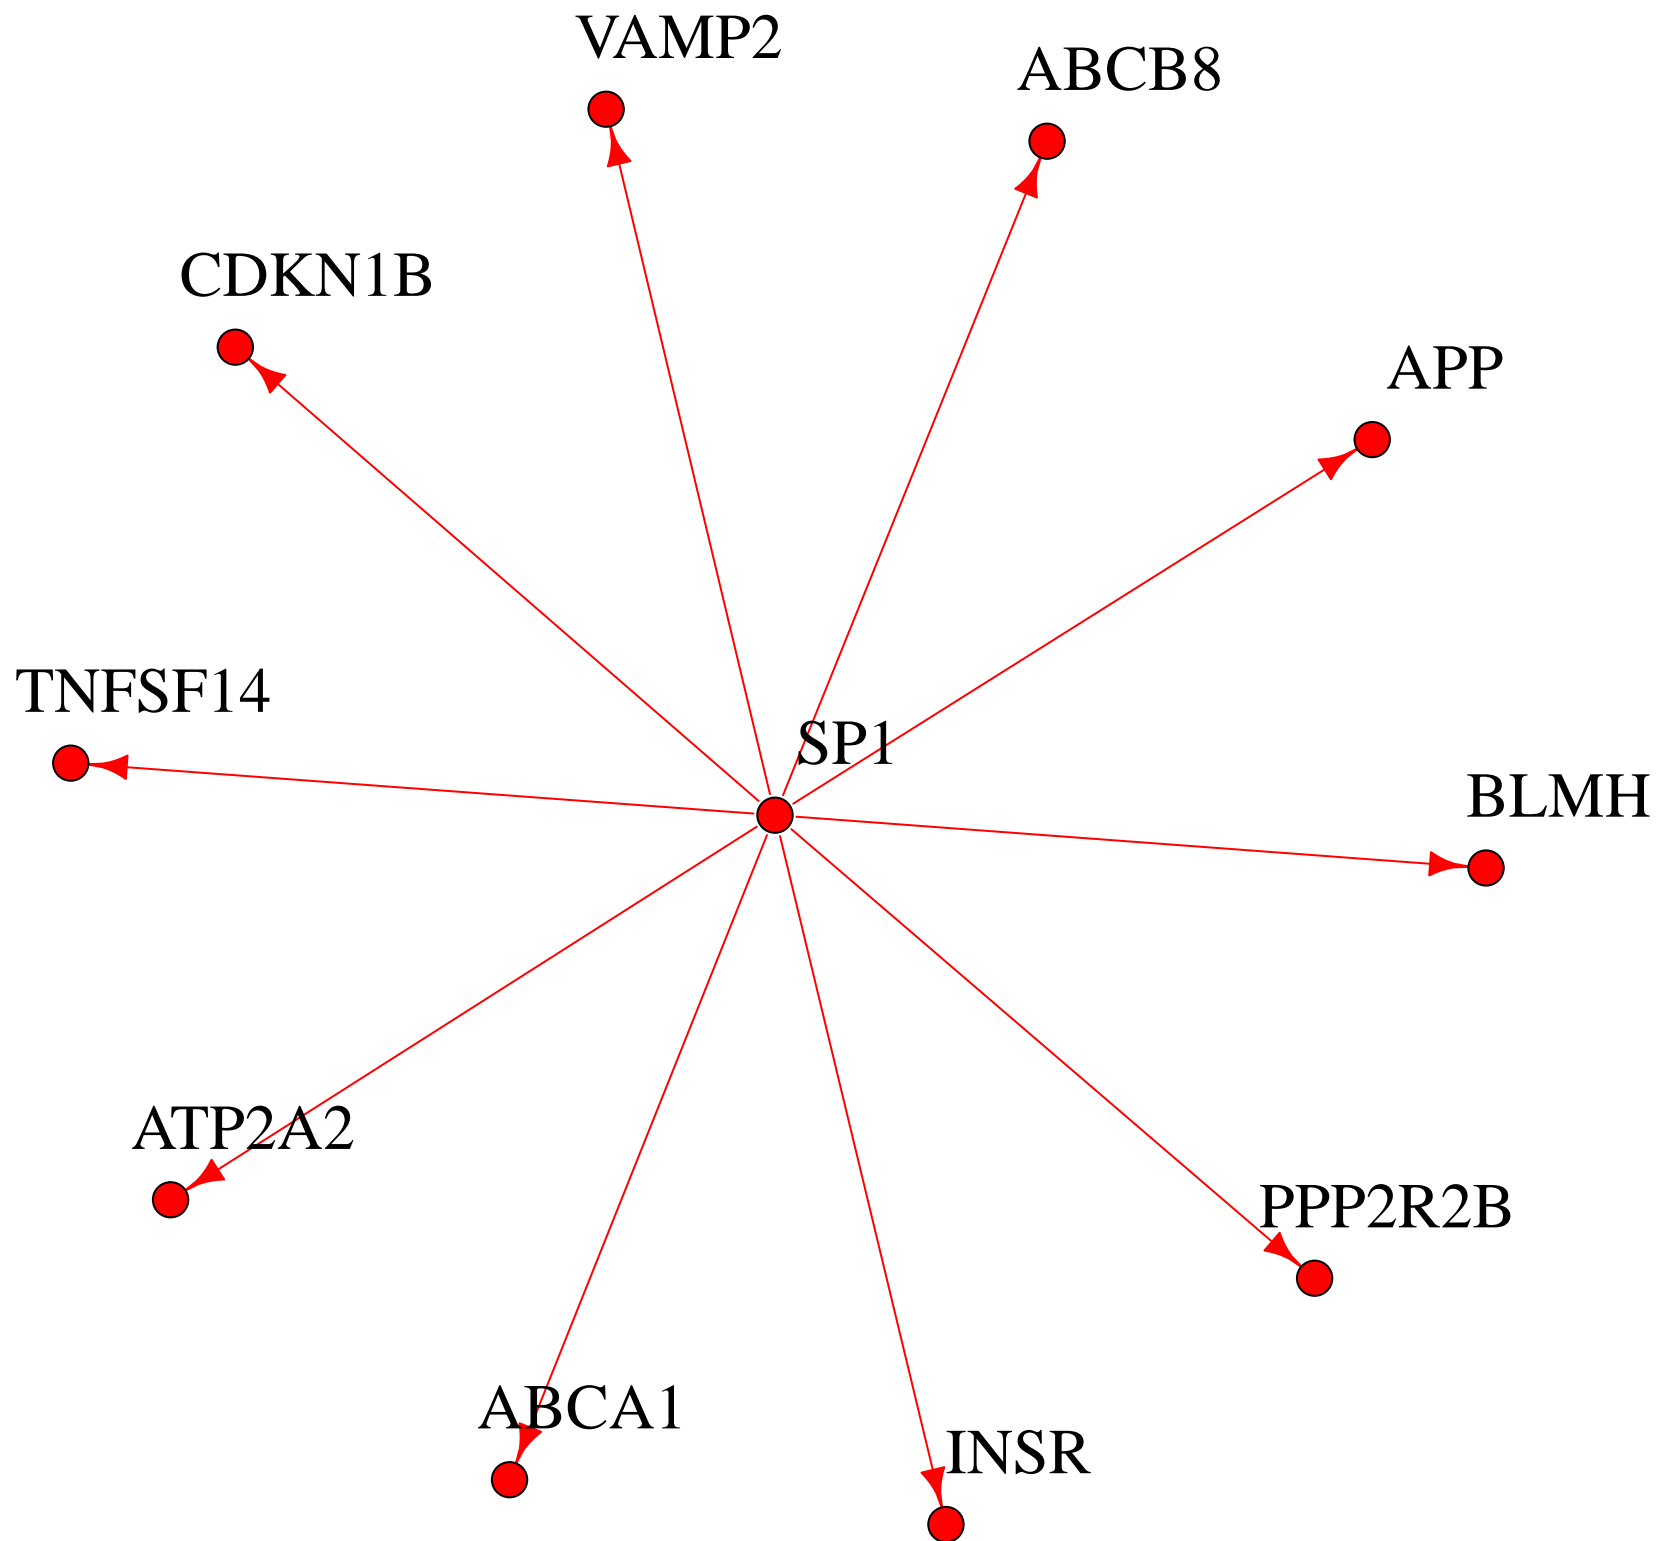 VAMP2
ABCB8
CDKN1B
APP
TNFSF14
SP1
BLMH
ATP2A2
PPP2R2B
ABCA1
INSR